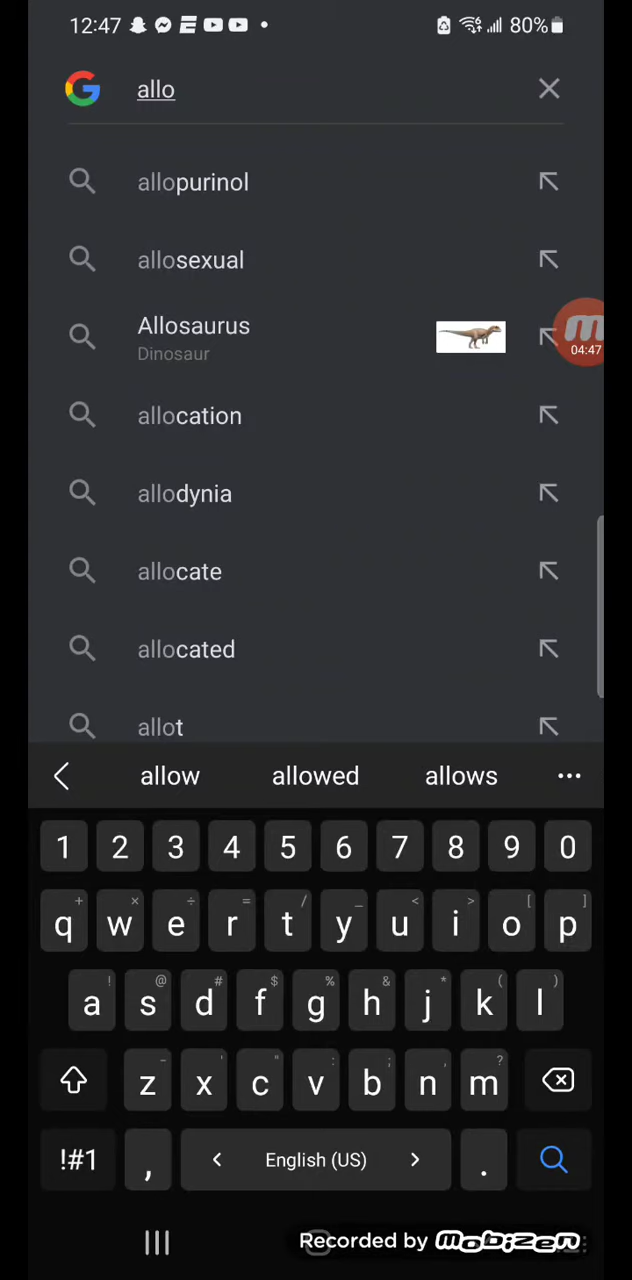 12:47 80%
allo
allopurinol
allosexual
Allosaurus
Dinosaur
04:47
allocation
allodynia
allocate
allocated
allot
allow allowed allows
1 2 3 4 5 6 7 8 9 0
+ × ÷ = / _ < > [ ]
q w e r t y u i o p
! @ # $ % & * ( )
a s d f g h j k l
- ' " : ; , ?
z x c v b n m
!#1 , < English (US) > .
Recorded by mobizen